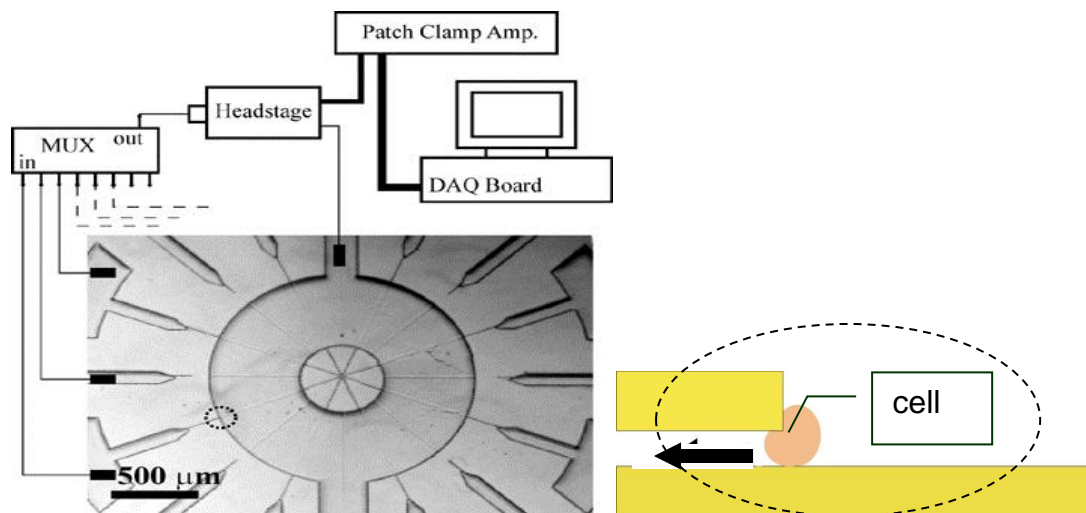 Patch Clamp Amp.
Headstage
out
MUX
in
DAQ Board
500 μm
cell